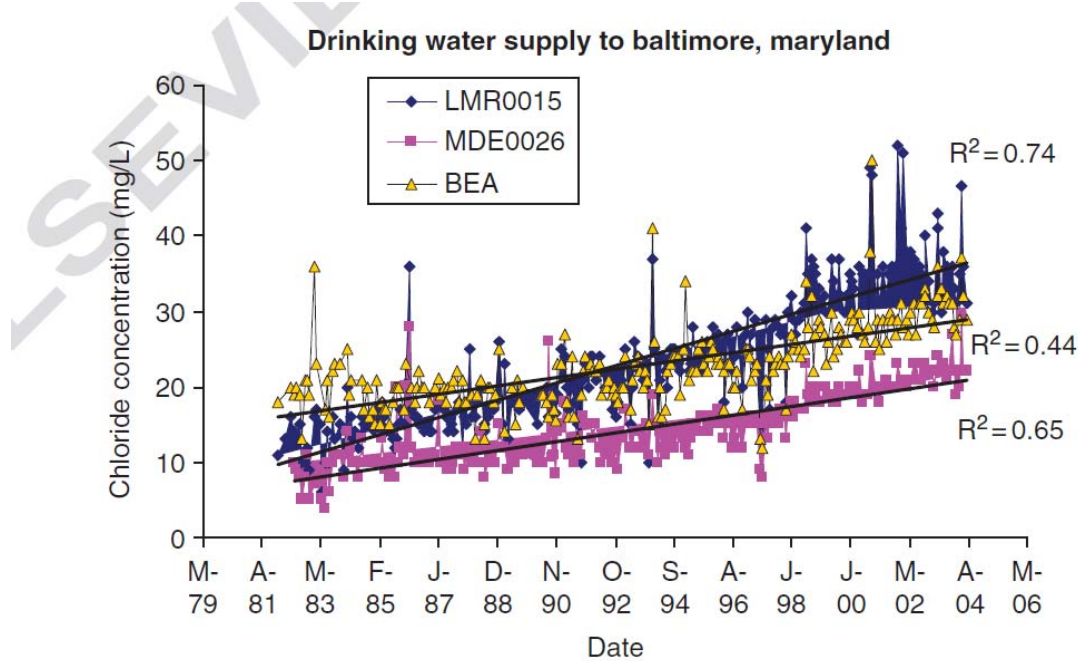 Drinking water supply to baltimore, maryland
LMR0015
MDE0026
BEA
Chloride concentration (mg/L)
60
50
40
30
20
10
0
R²=0.74
R²=0.44
R²=0.65
M- A- M- F- J- D- N- O- S- A- J- J- M- A- M-
79 81 83 85 87 88 90 92 94 96 98 00 02 04 06
Date